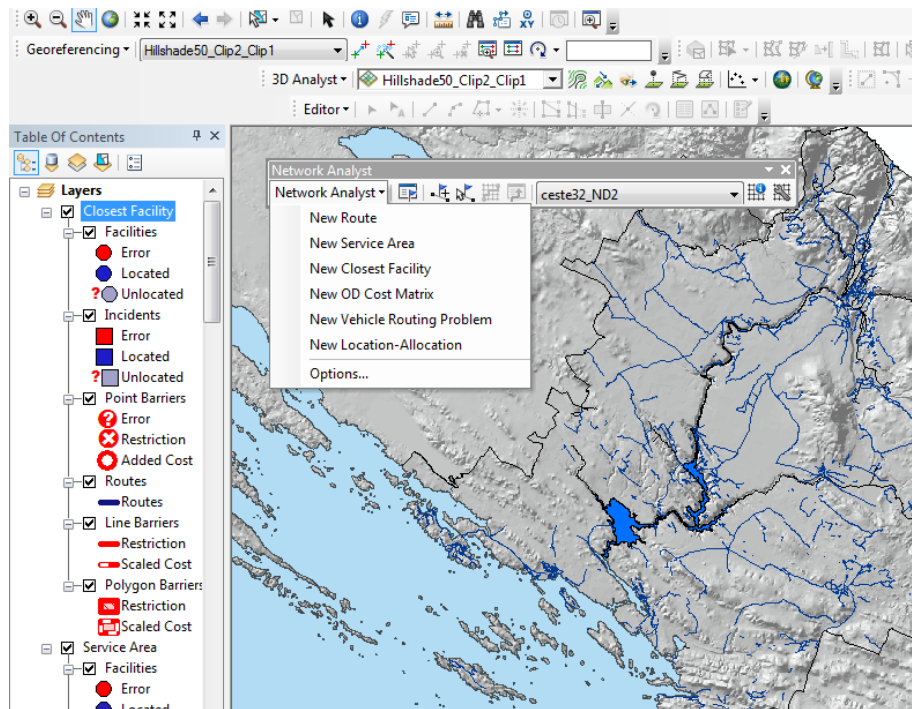 Georeferencing
Hillshade50_Clip2_Clip1
3D Analyst
Hillshade50_Clip2_Clip1
Editor
Table Of Contents
Layers
Closest Facility
Facilities
Error
Located
? Unlocated
Incidents
Error
Located
? Unlocated
Point Barriers
Error
Restriction
Added Cost
Routes
Routes
Line Barriers
Restriction
Scaled Cost
Polygon Barriers
Restriction
Scaled Cost
Service Area
Facilities
Error
Located
Network Analyst
Network Analyst
ceste32_ND2
New Route
New Service Area
New Closest Facility
New OD Cost Matrix
New Vehicle Routing Problem
New Location-Allocation
Options...